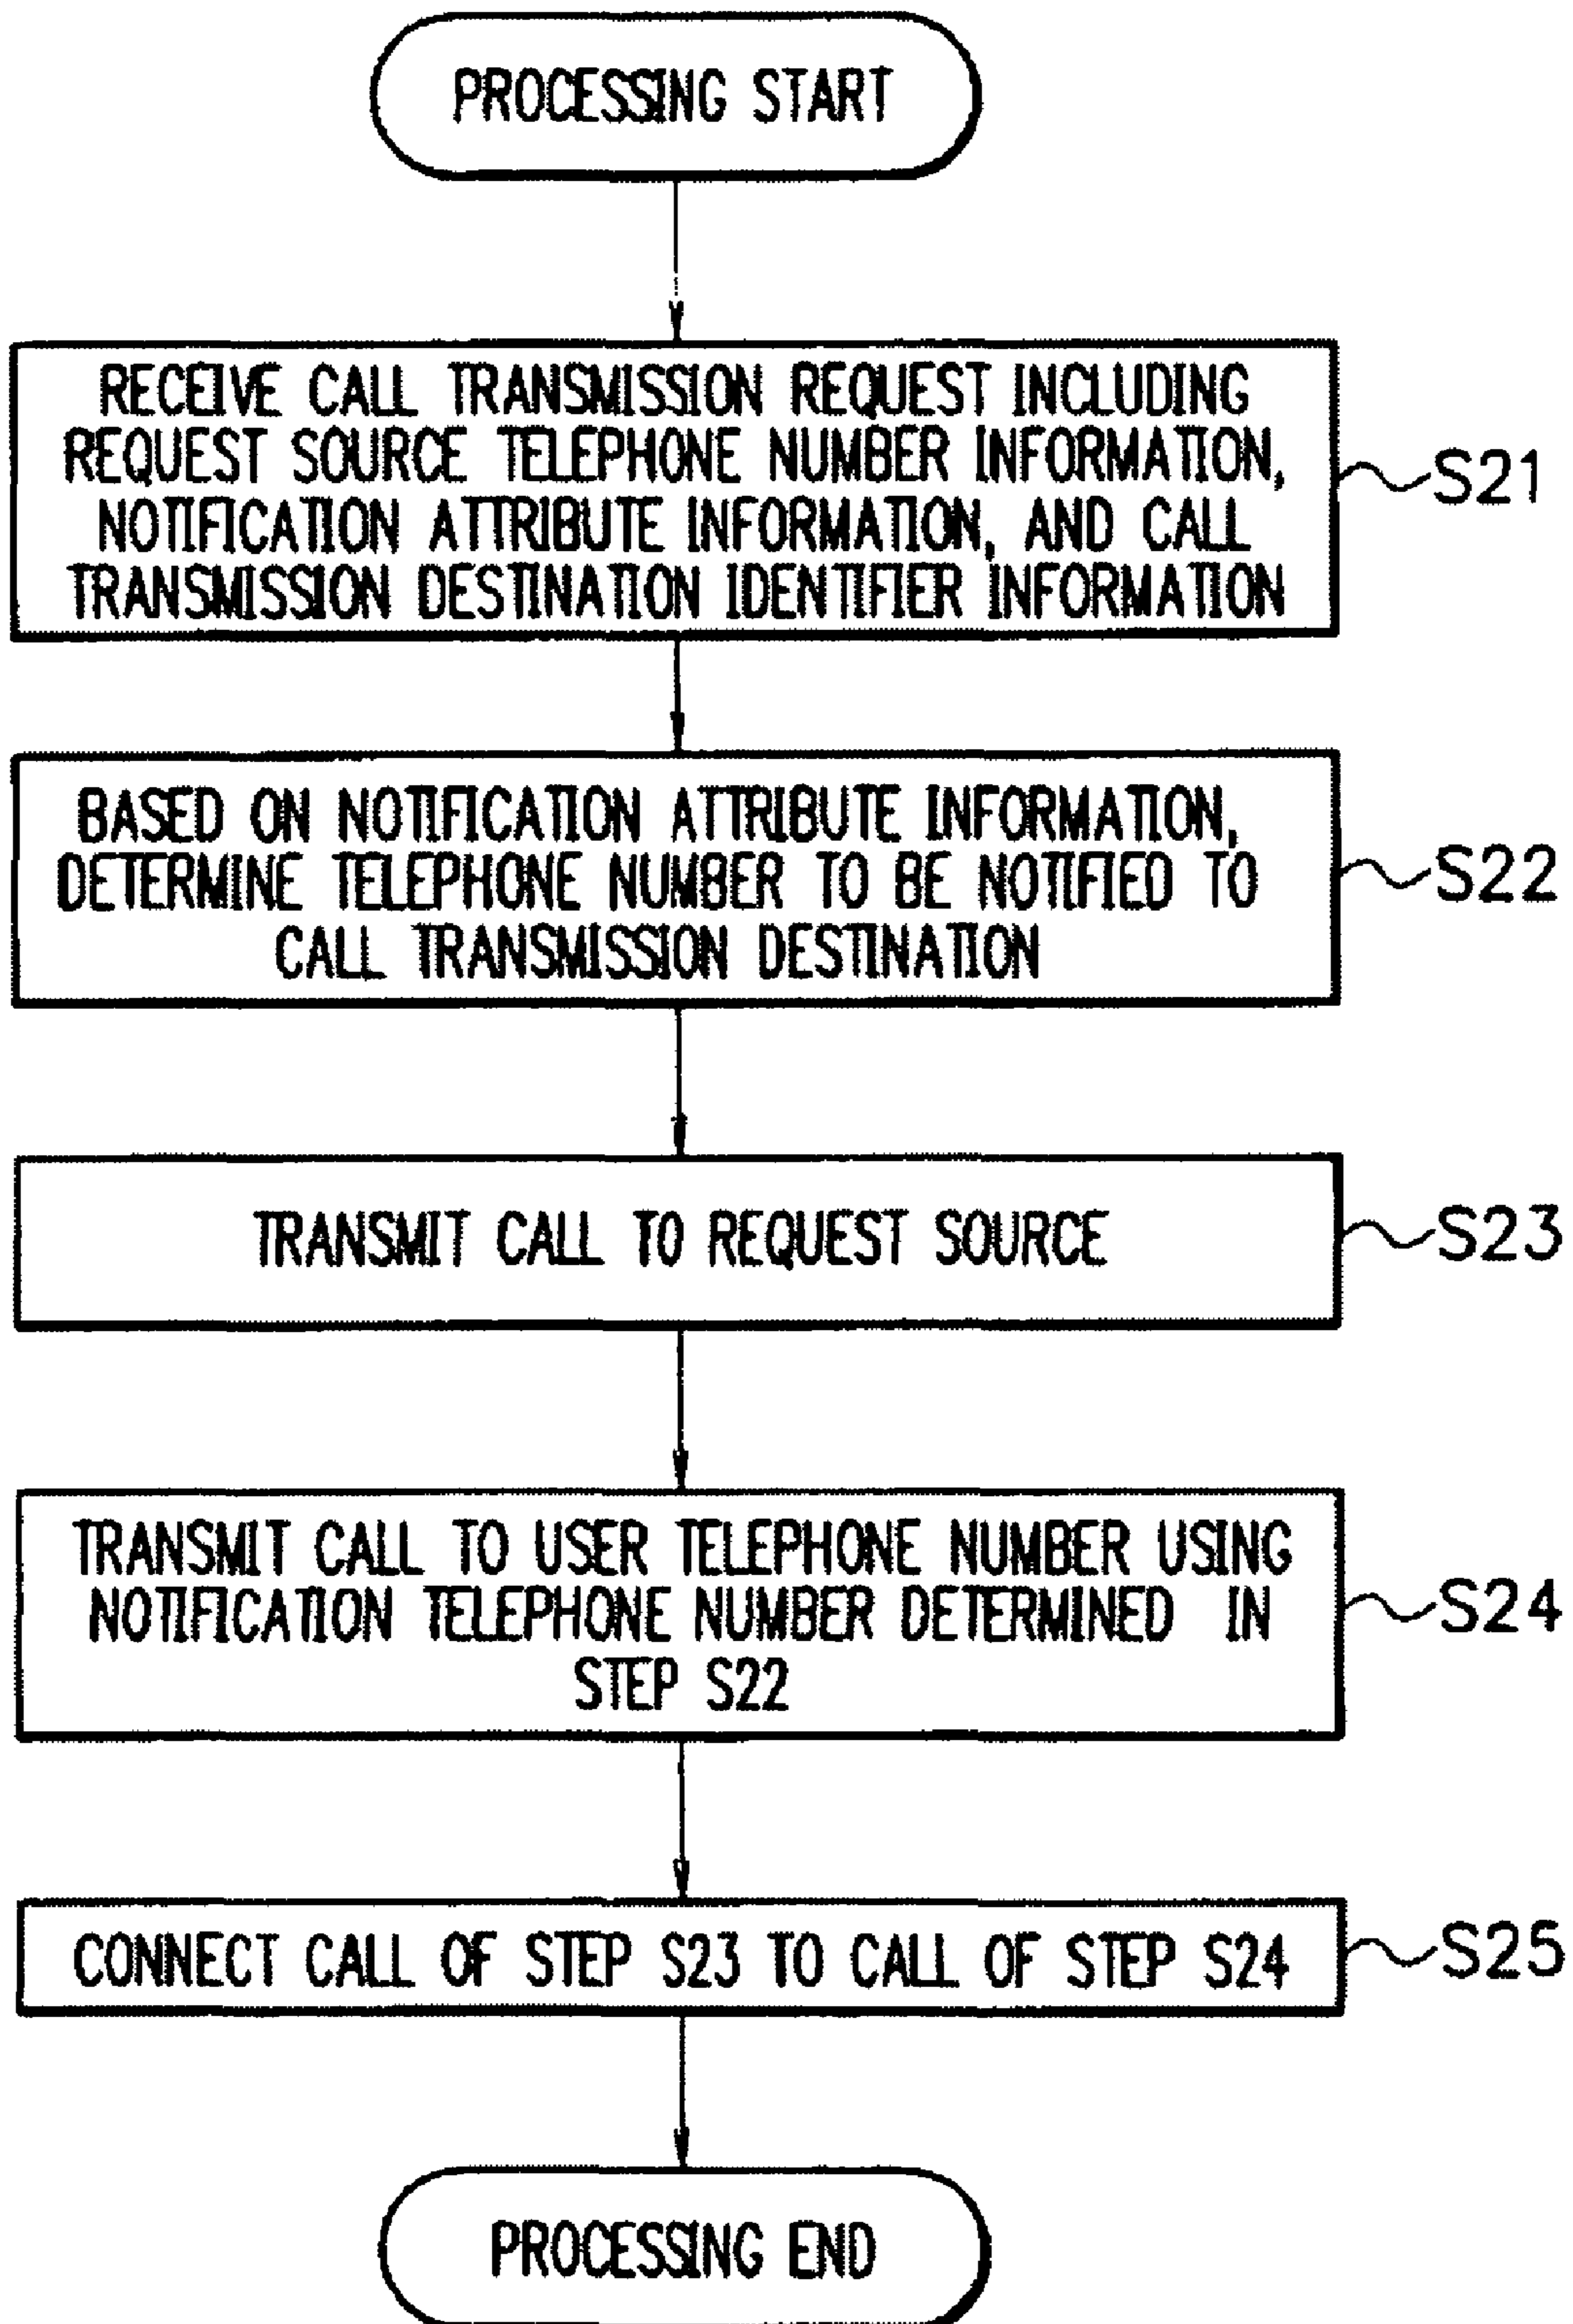 PROCESSING START
RECEIVE CALL TRANSMISSION REQUEST INCLUDING
REQUEST SOURCE TELEPHONE NUMBER INFORMATION,
NOTIFICATION ATTRIBUTE INFORMATION, AND CALL
TRANSMISSION DESTINATION IDENTIFIER INFORMATION
S21
BASED ON NOTIFICATION ATTRIBUTE INFORMATION,
DETERMINE TELEPHONE NUMBER TO BE NOTIFIED TO
CALL TRANSMISSION DESTINATION
S22
TRANSMIT CALL TO REQUEST SOURCE
S23
TRANSMIT CALL TO USER TELEPHONE NUMBER USING
NOTIFICATION TELEPHONE NUMBER DETERMINED IN
STEP S22
S24
CONNECT CALL OF STEP S23 TO CALL OF STEP S24
S25
PROCESSING END